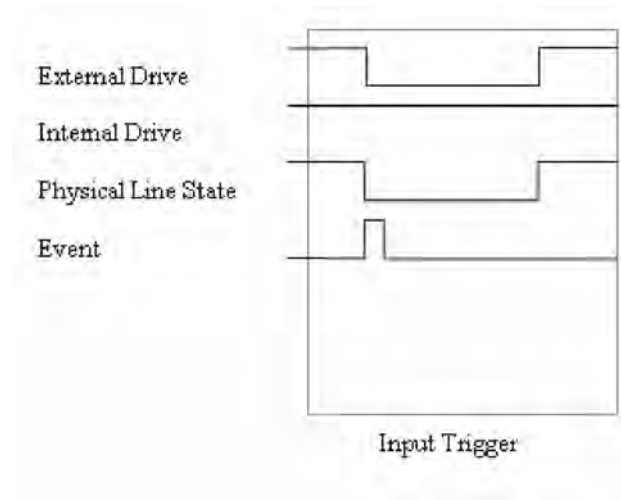 External Drive
Internal Drive
Physical Line State
Event
Input Trigger